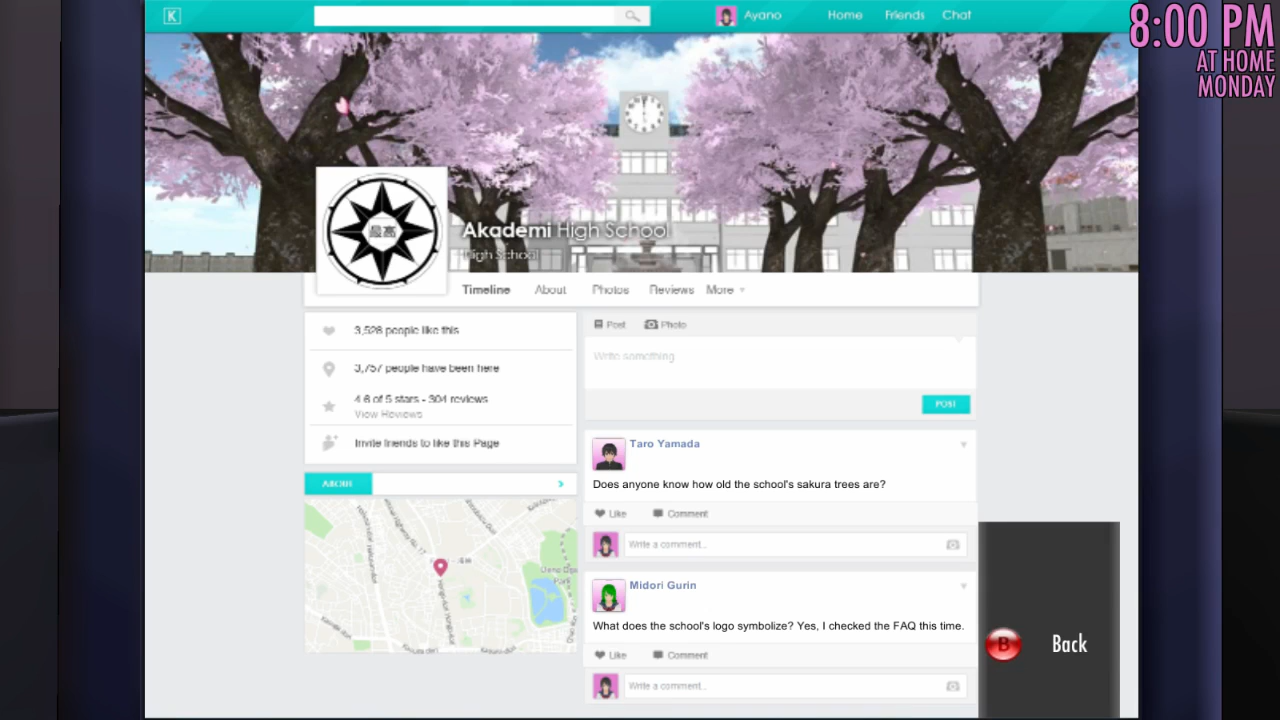 K
Ayano
Home
Friends
Chat
8:00 PM
AT HOME
MONDAY
最高
Akademi High School
High School
Timeline
About
Photos
Reviews
More
3,528 people like this
3,757 people have been here
4.6 of 5 stars - 304 reviews
View Reviews
Invite friends to like this Page
ABOUT
Post
Photo
Write something
POST
Taro Yamada
Does anyone know how old the school's sakura trees are?
Like
Comment
Write a comment...
Midori Gurin
What does the school's logo symbolize? Yes, I checked the FAQ this time.
Like
Comment
Write a comment...
B
Back